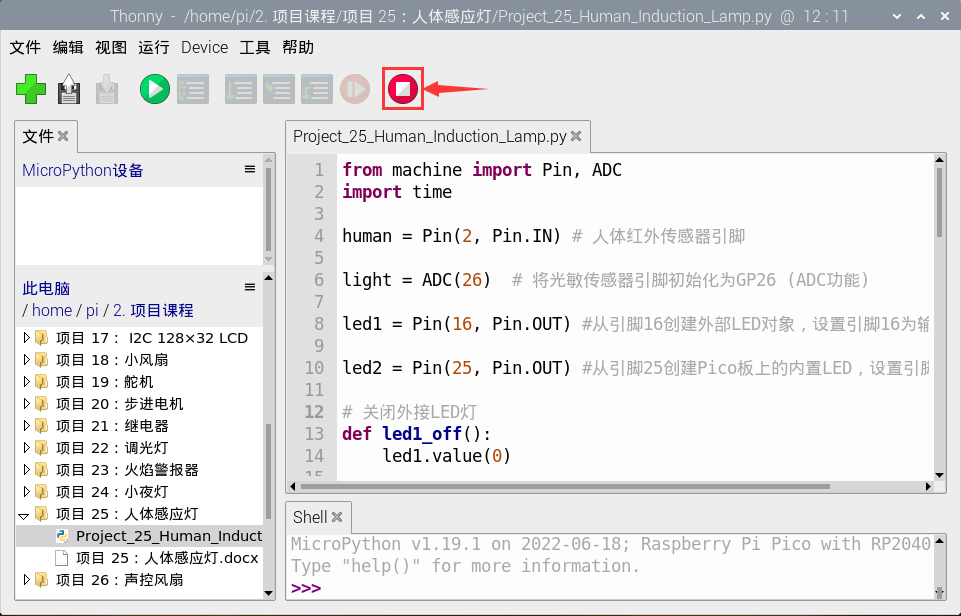 Thonny - /home/pi/2. 项目课程/项目 25：人体感应灯/Project_25_Human_Induction_Lamp.py @ 12 : 11
文件 编辑 视图 运行 Device 工具 帮助
文件
MicroPython设备
此电脑
/ home / pi / 2. 项目课程
项目 17： I2C 128×32 LCD
项目 18：小风扇
项目 19：舵机
项目 20：步进电机
项目 21：继电器
项目 22：调光灯
项目 23：火焰警报器
项目 24：小夜灯
项目 25：人体感应灯
Project_25_Human_Induct
项目 25：人体感应灯.docx
项目 26：声控风扇
Project_25_Human_Induction_Lamp.py
1 from machine import Pin, ADC
2 import time
3
4 human = Pin(2, Pin.IN) # 人体红外传感器引脚
5
6 light = ADC(26)  # 将光敏传感器引脚初始化为GP26 (ADC功能)
7
8 led1 = Pin(16, Pin.OUT) #从引脚16创建外部LED对象，设置引脚16为输
9
10 led2 = Pin(25, Pin.OUT) #从引脚25创建Pico板上的内置LED，设置引脚
11
12 # 关闭外接LED灯
13 def led1_off():
14     led1.value(0)
15
Shell
MicroPython v1.19.1 on 2022-06-18; Raspberry Pi Pico with RP2040
Type "help()" for more information.
>>>